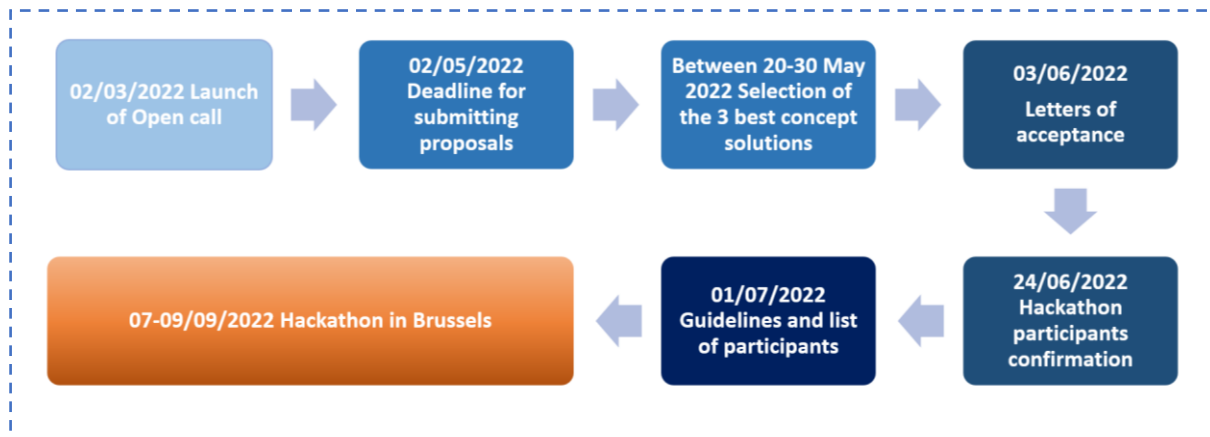 02/03/2022 Launch
of Open call
02/05/2022
Deadline for
submitting
proposals
Between 20-30 May
2022 Selection of
the 3 best concept
solutions
03/06/2022
Letters of
acceptance
24/06/2022
Hackathon
participants
confirmation
01/07/2022
Guidelines and list
of participants
07-09/09/2022 Hackathon in Brussels